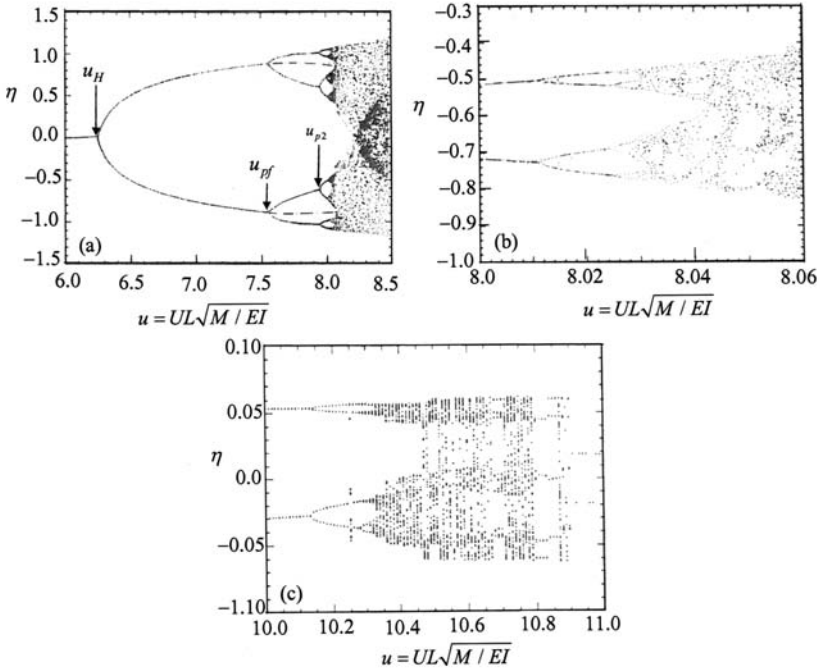 1.5
1.0
0.5
η
0.0
−0.5
−1.0
−1.5
u_H
u_pf
u_p2
(a)
6.0 6.5 7.0 7.5 8.0 8.5
u = UL√M / EI
−0.3
−0.4
−0.5
η
−0.6
−0.7
−0.8
−0.9
−1.0
(b)
8.0 8.02 8.04 8.06
u = UL√M / EI
0.10
0.05
η
0.0
−0.05
−1.10
(c)
10.0 10.2 10.4 10.6 10.8 11.0
u = UL√M / EI